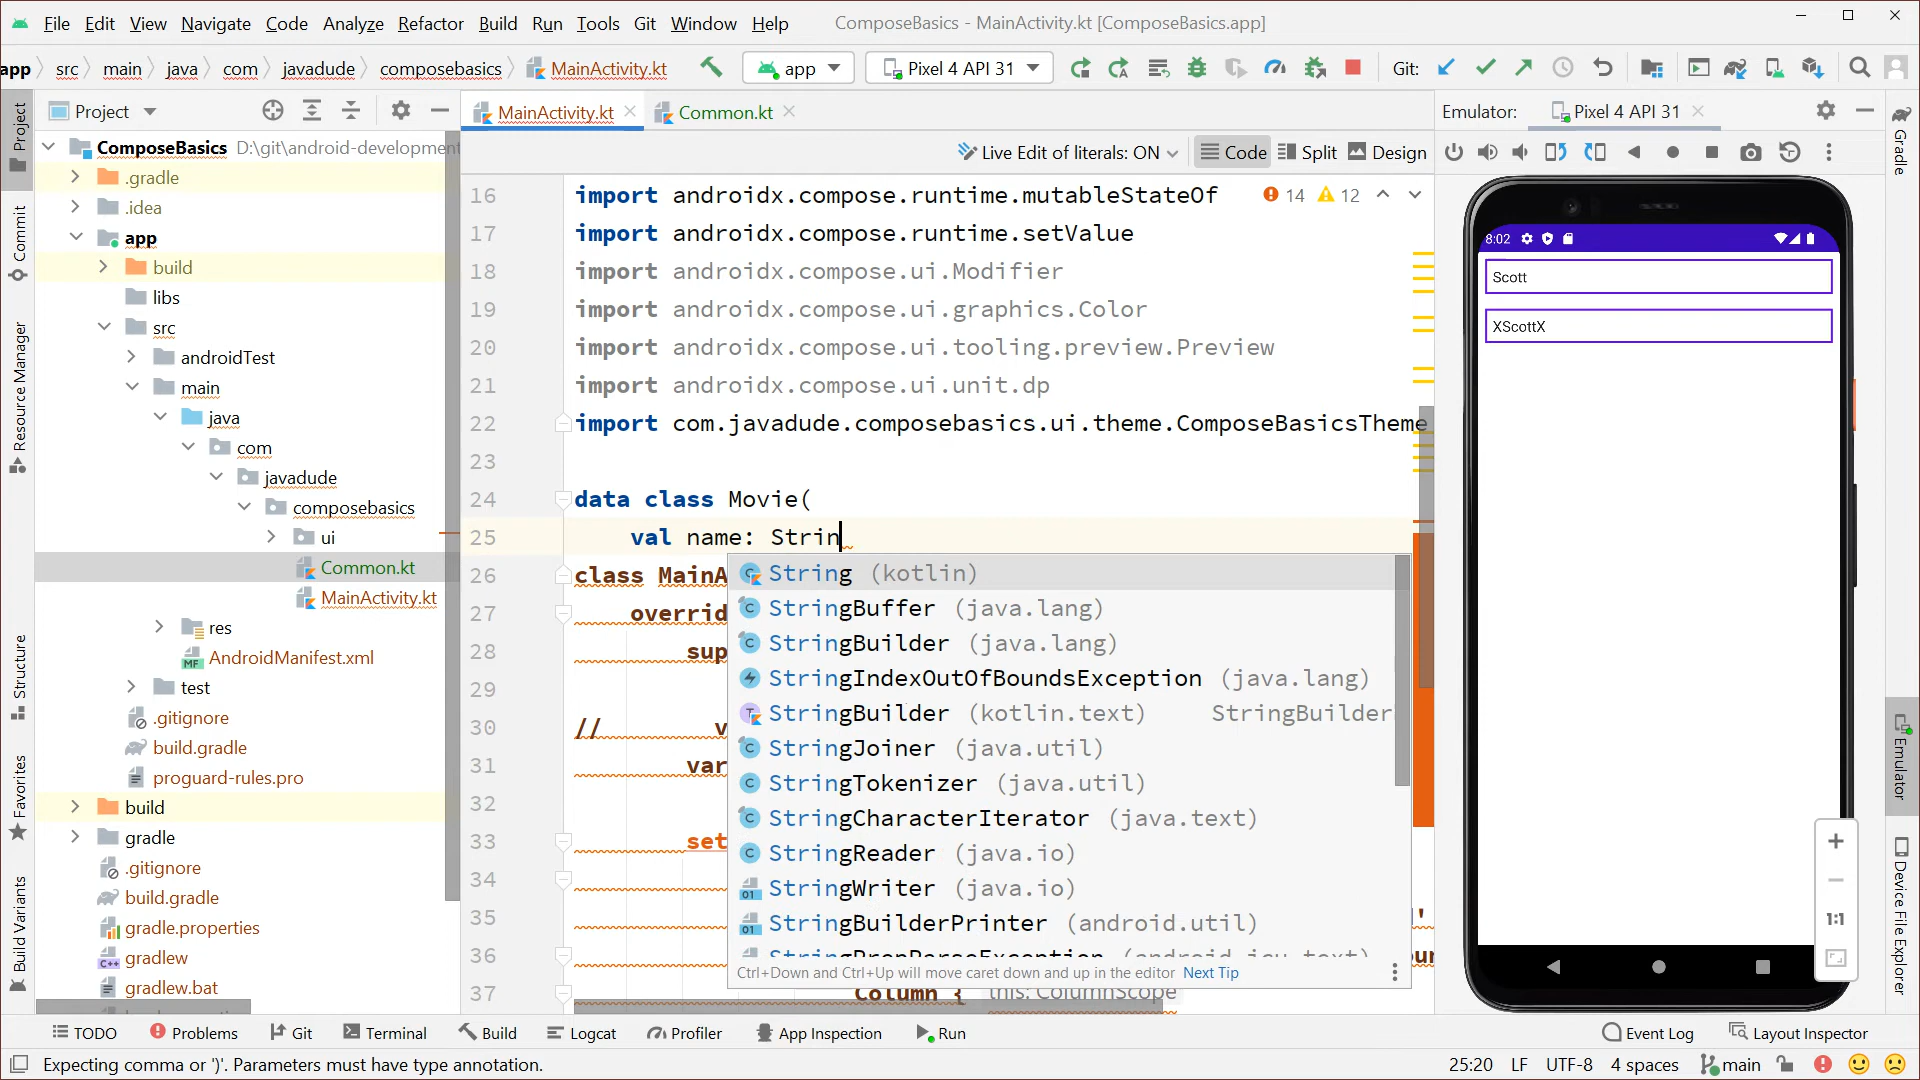 File Edit View Navigate Code Analyze Refactor Build Run Tools Git Window Help ComposeBasics - MainActivity.kt [ComposeBasics.app]
app src main java com javadude composebasics MainActivity.kt app Pixel 4 API 31 Git:
Project MainActivity.kt Common.kt Emulator: Pixel 4 API 31
Live Edit of literals: ON Code Split Design
Project
Commit
Resource Manager
Structure
Favorites
Build Variants
ComposeBasics D:\git\android-development
.gradle
.idea
app
build
libs
src
androidTest
main
java
com
javadude
composebasics
ui
Common.kt
MainActivity.kt
res
AndroidManifest.xml
test
.gitignore
build.gradle
proguard-rules.pro
build
gradle
.gitignore
build.gradle
gradle.properties
gradlew
gradlew.bat
14 12
16 import androidx.compose.runtime.mutableStateOf
17 import androidx.compose.runtime.setValue
18 import androidx.compose.ui.Modifier
19 import androidx.compose.ui.graphics.Color
20 import androidx.compose.ui.tooling.preview.Preview
21 import androidx.compose.ui.unit.dp
22 import com.javadude.composebasics.ui.theme.ComposeBasicsTheme
23
24 data class Movie(
25 val name: Strin
26 class MainA
27 overrid
28 sup
29
30 // v
31 var
32
33 set
34
35
36
37 Column { this: ColumnScope
String (kotlin)
StringBuffer (java.lang)
StringBuilder (java.lang)
StringIndexOutOfBoundsException (java.lang)
StringBuilder (kotlin.text) StringBuilder
StringJoiner (java.util)
StringTokenizer (java.util)
StringCharacterIterator (java.text)
StringReader (java.io)
StringWriter (java.io)
StringBuilderPrinter (android.util)
StringPrepParseException (android.icu.text)
Ctrl+Down and Ctrl+Up will move caret down and up in the editor Next Tip
8:02
Scott
XScottX
1:1
Gradle
Emulator
Device File Explorer
TODO Problems Git Terminal Build Logcat Profiler App Inspection Run Event Log Layout Inspector
Expecting comma or ')'. Parameters must have type annotation. 25:20 LF UTF-8 4 spaces main